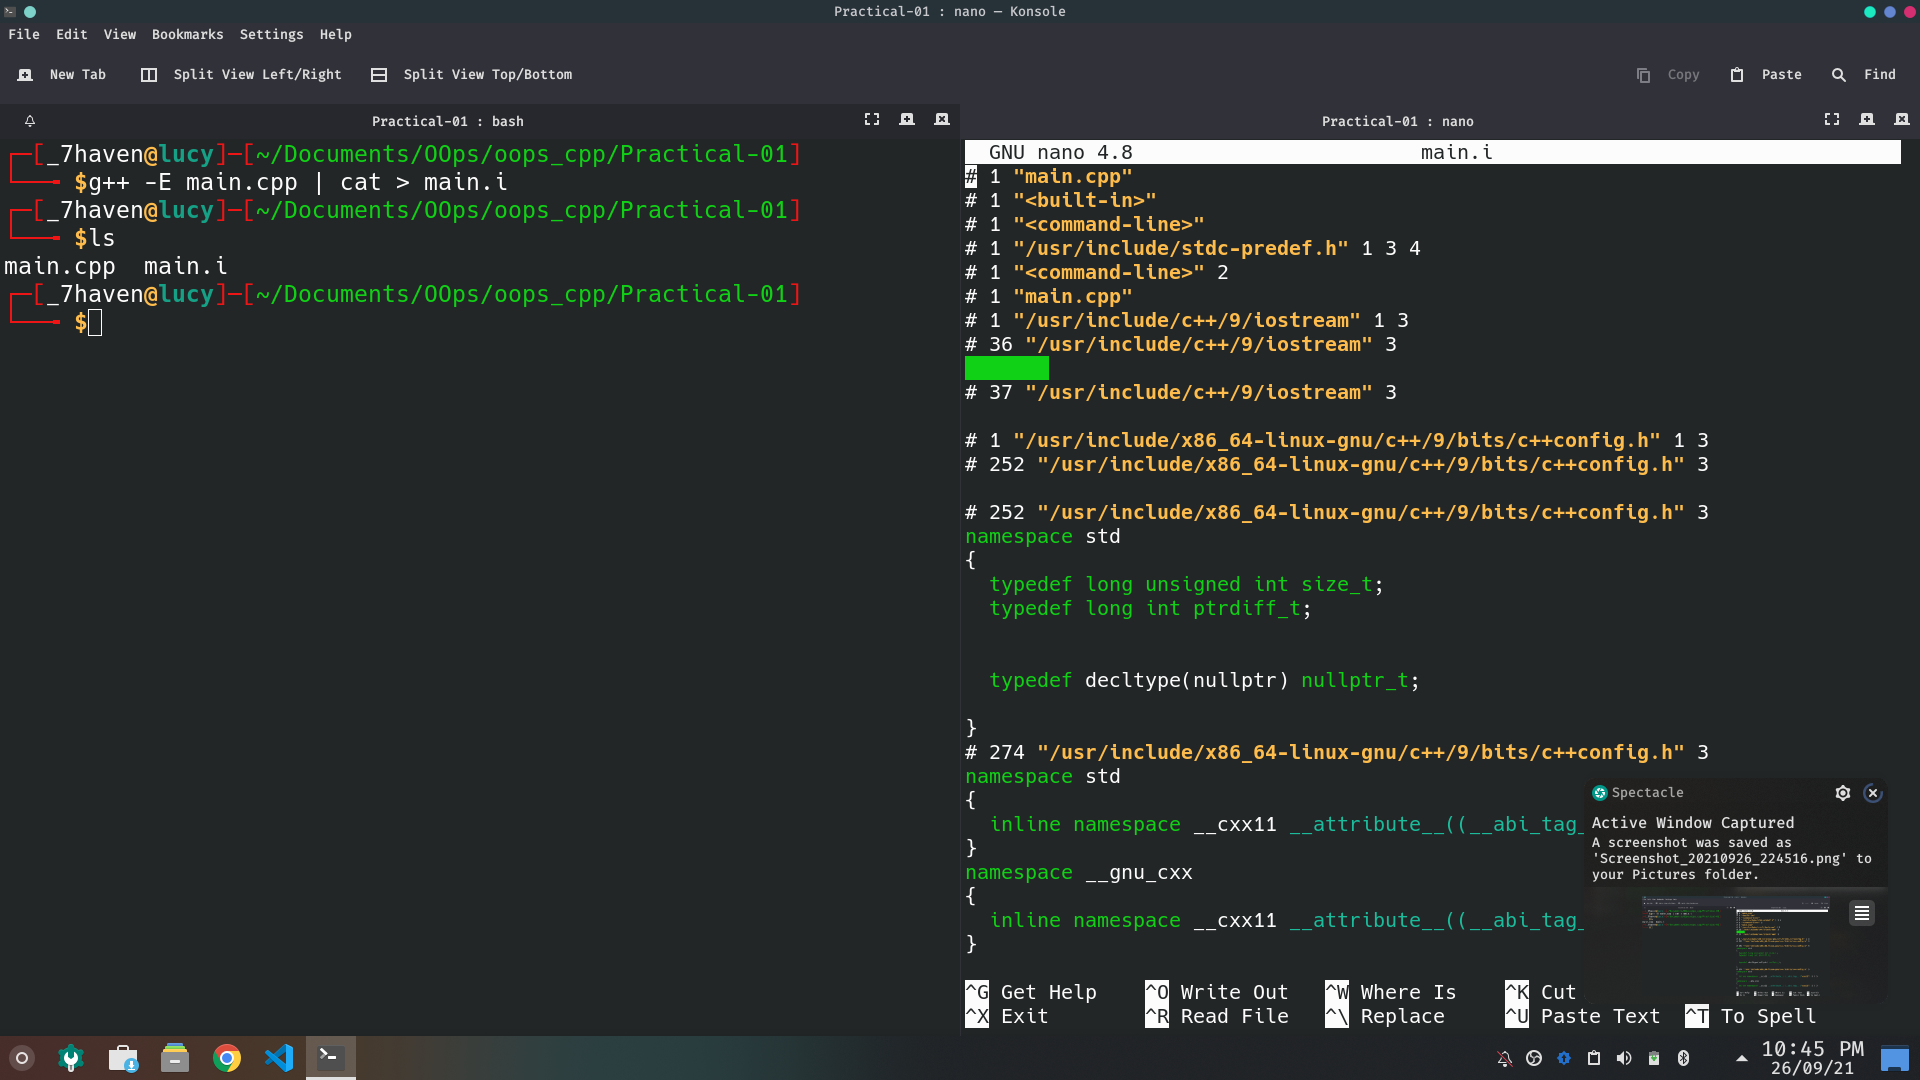 Practical-01 : nano — Konsole
File Edit View Bookmarks Settings Help
New Tab Split View Left/Right Split View Top/Bottom Copy Paste Find
Practical-01 : bash
┌─[_7haven@lucy]─[~/Documents/OOps/oops_cpp/Practical-01]
└──╼ $g++ -E main.cpp | cat > main.i
┌─[_7haven@lucy]─[~/Documents/OOps/oops_cpp/Practical-01]
└──╼ $ls
main.cpp  main.i
┌─[_7haven@lucy]─[~/Documents/OOps/oops_cpp/Practical-01]
└──╼ $
Practical-01 : nano
GNU nano 4.8 main.i
# 1 "main.cpp"
# 1 "<built-in>"
# 1 "<command-line>"
# 1 "/usr/include/stdc-predef.h" 1 3 4
# 1 "<command-line>" 2
# 1 "main.cpp"
# 1 "/usr/include/c++/9/iostream" 1 3
# 36 "/usr/include/c++/9/iostream" 3
# 37 "/usr/include/c++/9/iostream" 3
# 1 "/usr/include/x86_64-linux-gnu/c++/9/bits/c++config.h" 1 3
# 252 "/usr/include/x86_64-linux-gnu/c++/9/bits/c++config.h" 3
# 252 "/usr/include/x86_64-linux-gnu/c++/9/bits/c++config.h" 3
namespace std
{
  typedef long unsigned int size_t;
  typedef long int ptrdiff_t;
  typedef decltype(nullptr) nullptr_t;
}
# 274 "/usr/include/x86_64-linux-gnu/c++/9/bits/c++config.h" 3
namespace std
{
  inline namespace __cxx11 __attribute__((__abi_tag_
}
namespace __gnu_cxx
{
  inline namespace __cxx11 __attribute__((__abi_tag_
}
^G Get Help ^O Write Out ^W Where Is ^K Cut
^X Exit ^R Read File ^\ Replace ^U Paste Text ^T To Spell
Spectacle
Active Window Captured
A screenshot was saved as
'Screenshot_20210926_224516.png' to
your Pictures folder.
10:45 PM
26/09/21